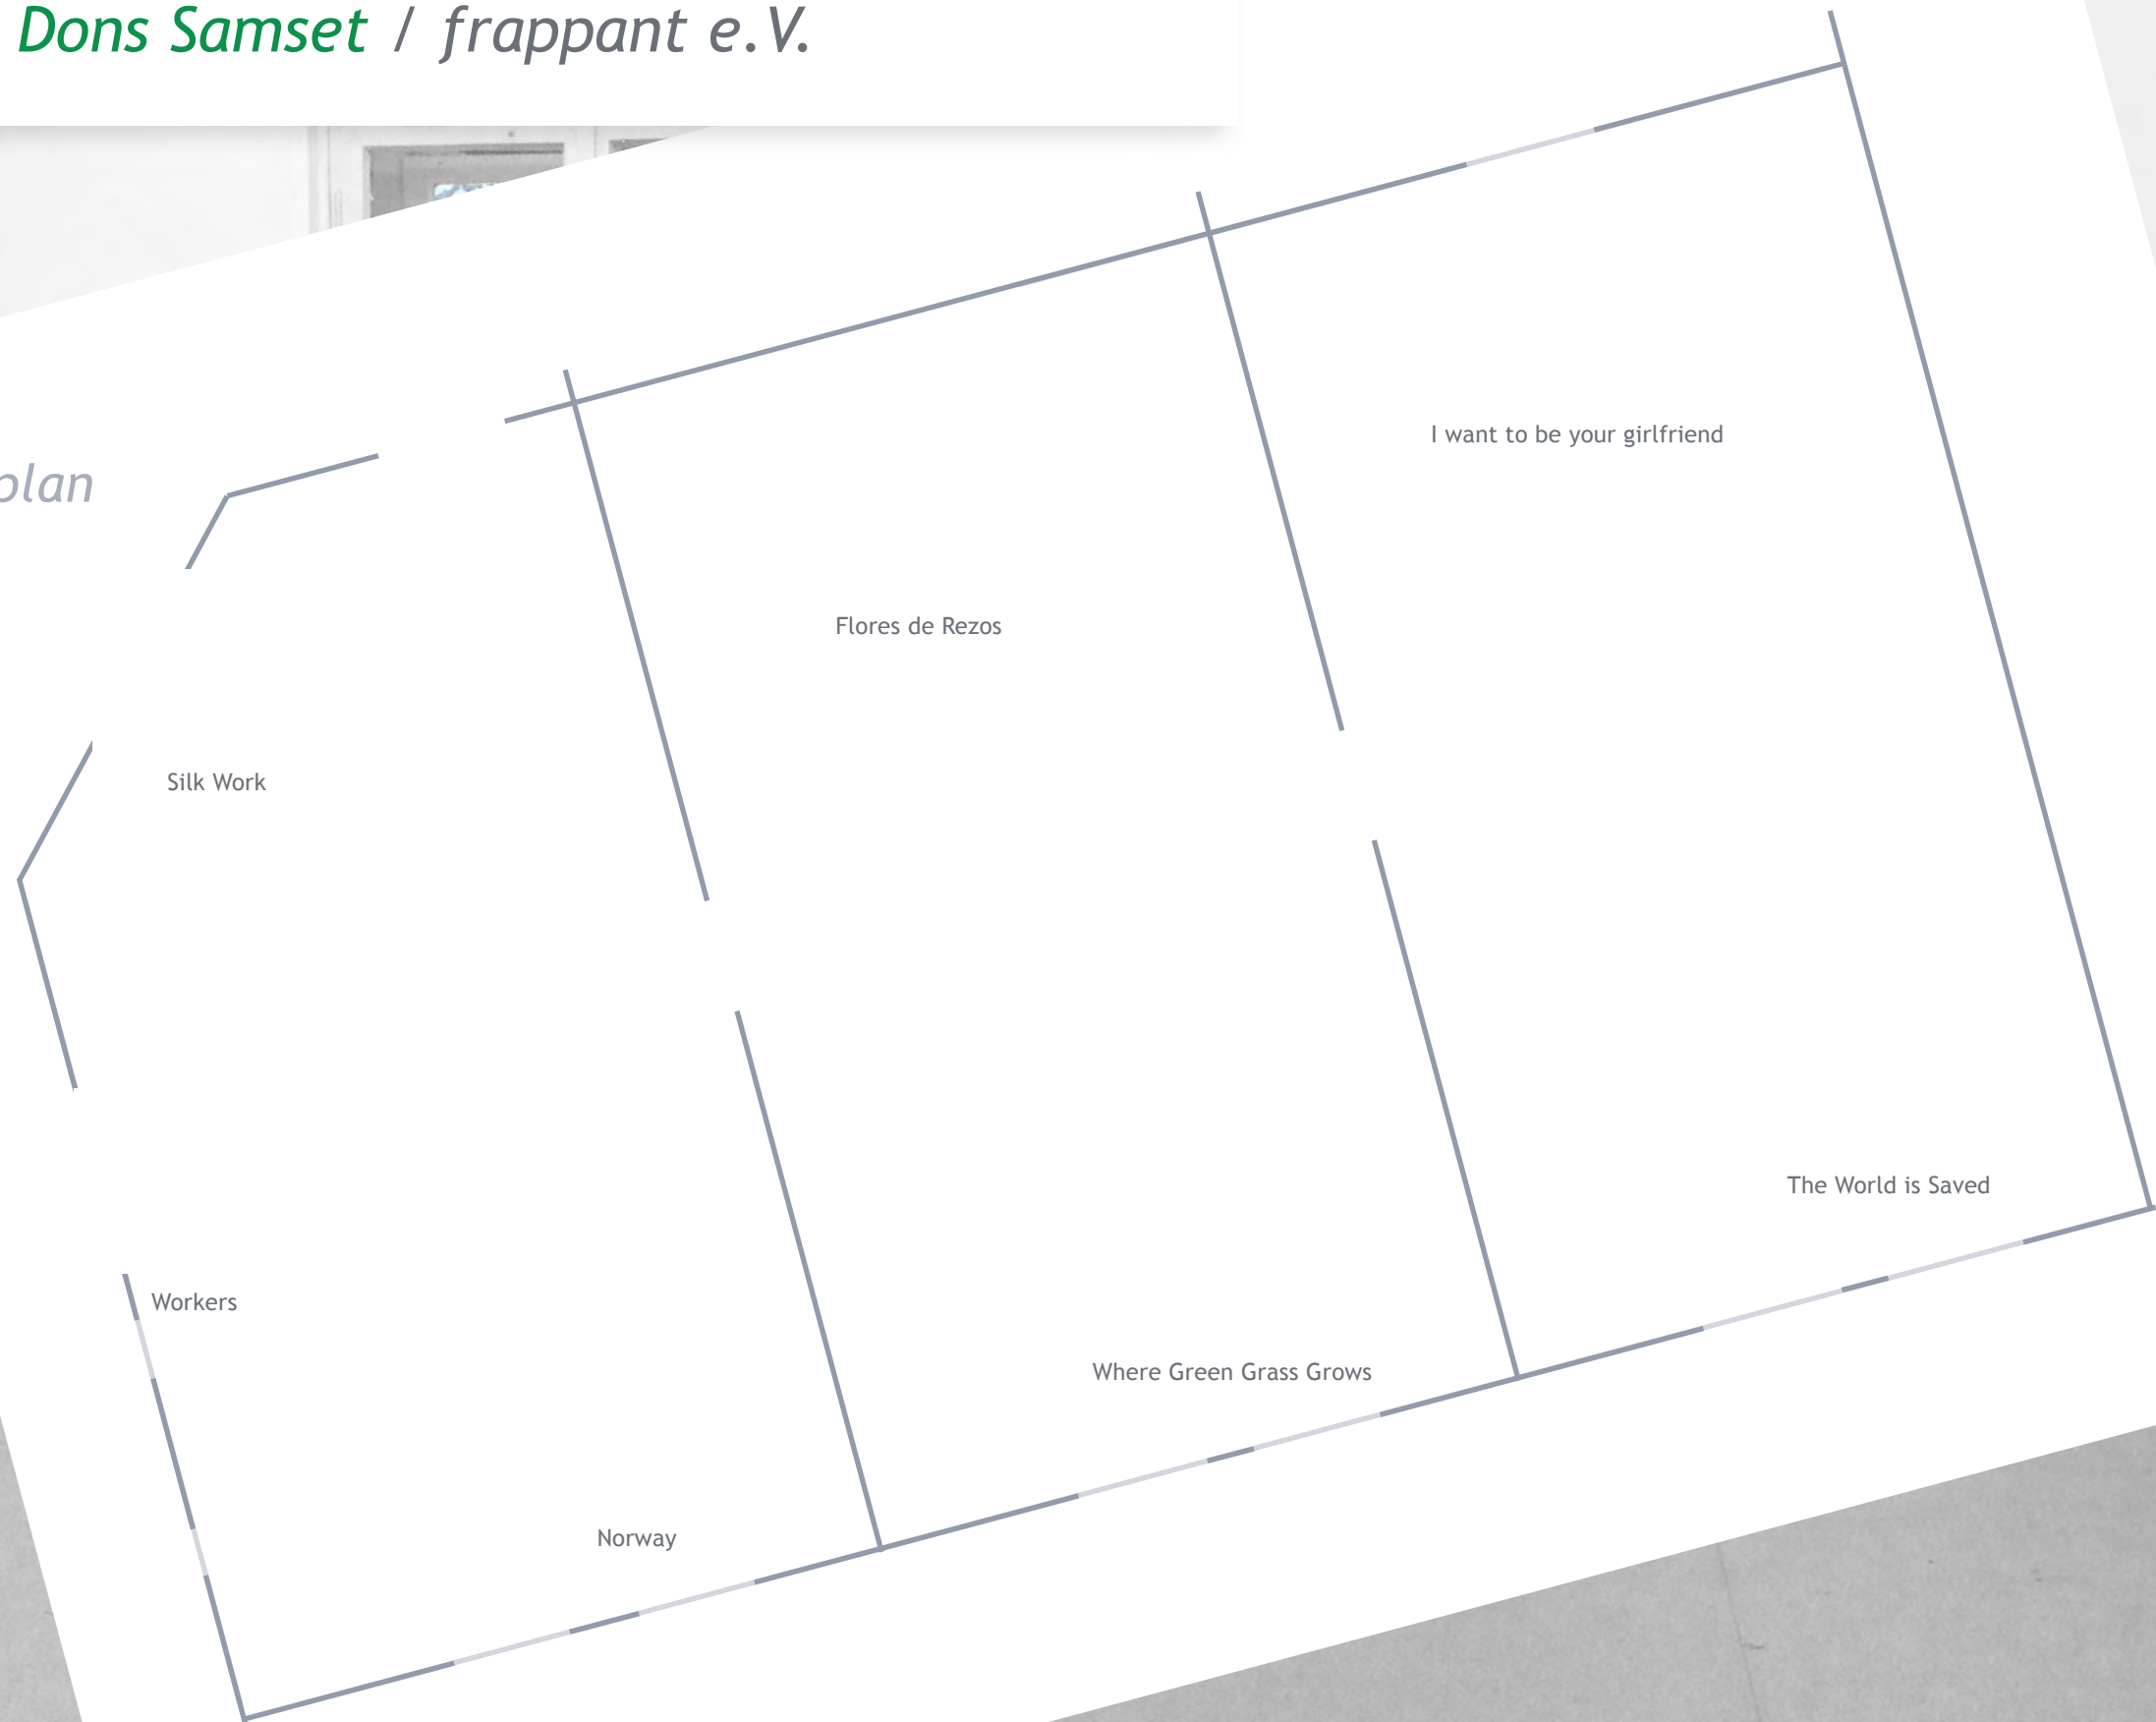 Dons Samset / frappant e.V.
plan
I want to be your girlfriend
Flores de Rezos
Silk Work
The World is Saved
Workers
Where Green Grass Grows
Norway